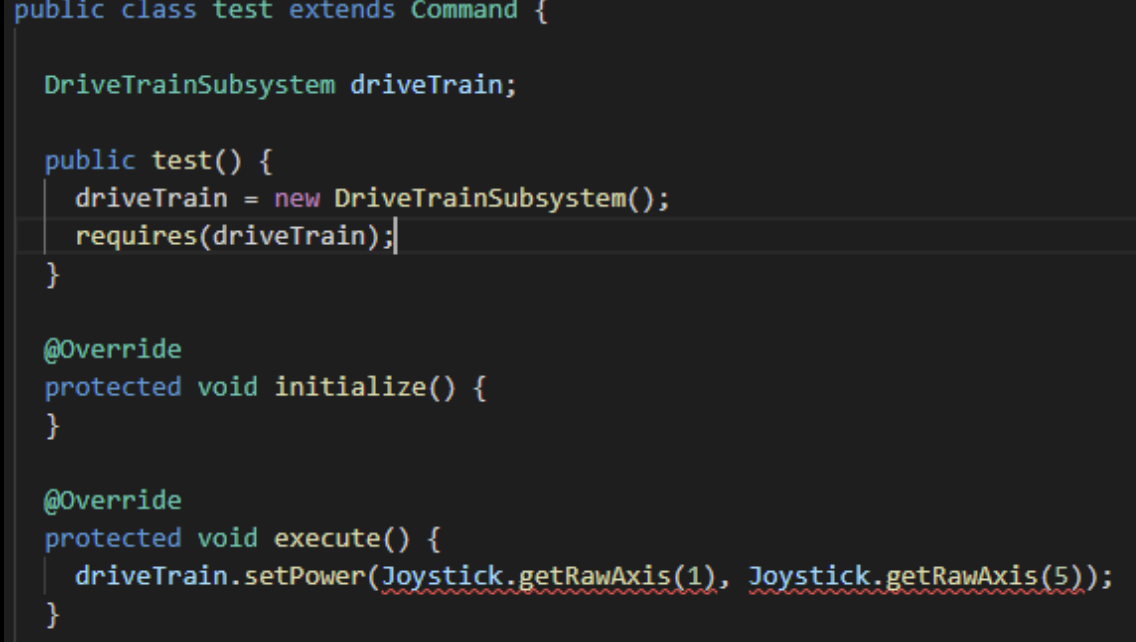 public class test extends Command {
DriveTrainSubsystem driveTrain;
public test() {
driveTrain = new DriveTrainSubsystem();
requires(driveTrain);
}
@Override
protected void initialize() {
}
@Override
protected void execute() {
driveTrain.setPower(Joystick.getRawAxis(1), Joystick.getRawAxis(5));
}